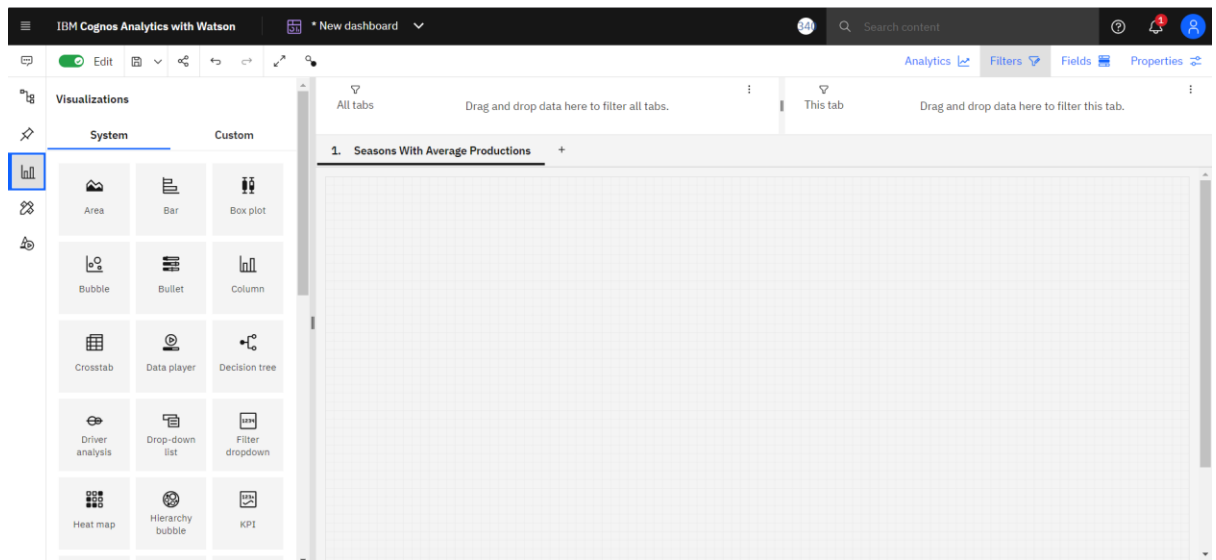 IBM Cognos Analytics with Watson
* New dashboard
Search content
1
Edit
Analytics
Filters
Fields
Properties
Visualizations
System
Custom
All tabs
Drag and drop data here to filter all tabs.
This tab
Drag and drop data here to filter this tab.
1. Seasons With Average Productions +
Area
Bar
Box plot
Bubble
Bullet
Column
Crosstab
Data player
Decision tree
Driver
analysis
Drop-down
list
Filter
dropdown
Heat map
Hierarchy
bubble
KPI